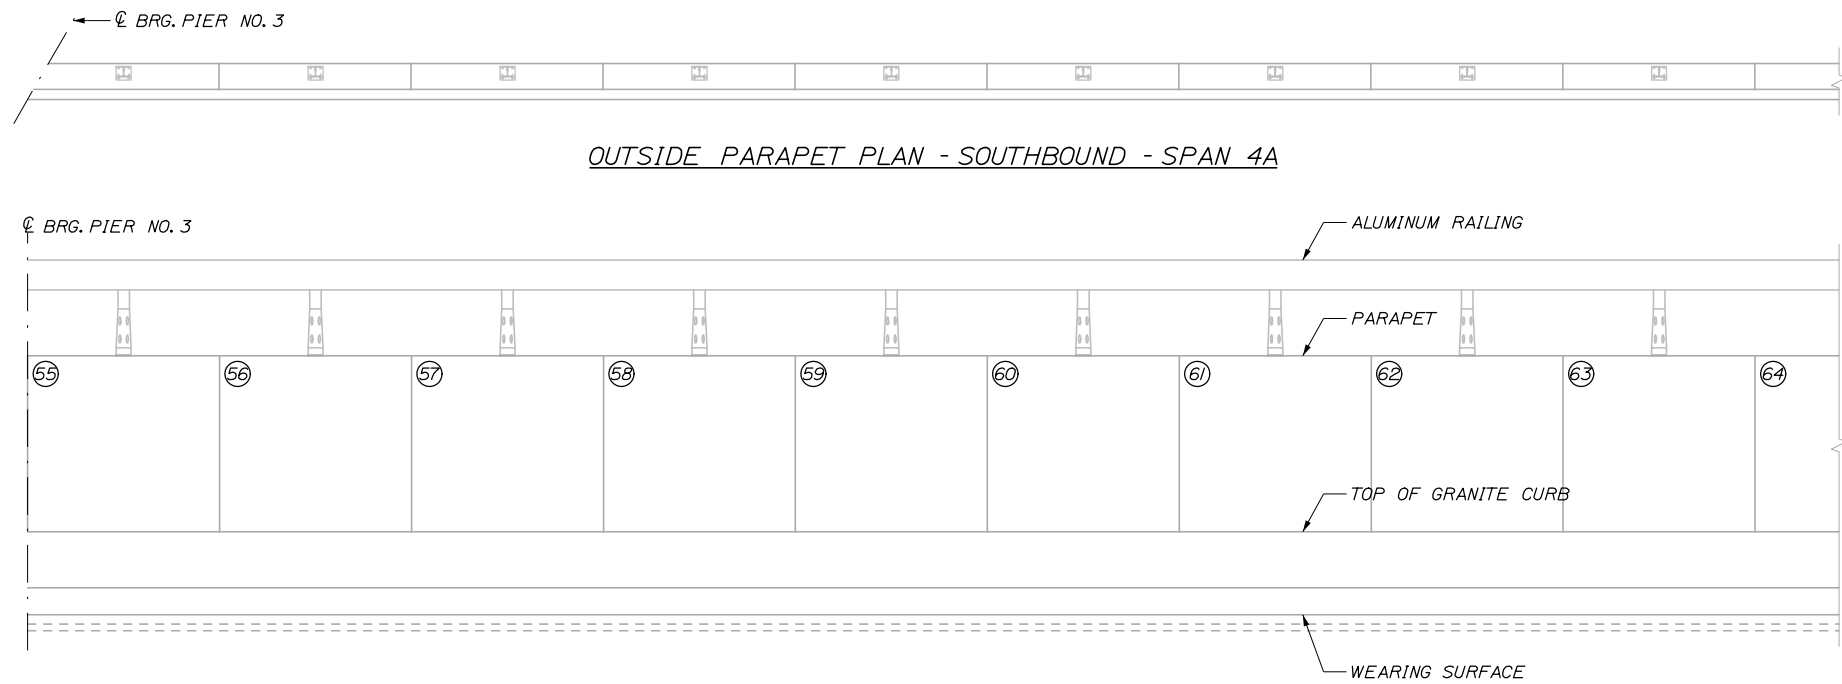 ℄ BRG. PIER NO. 3
OUTSIDE PARAPET PLAN - SOUTHBOUND - SPAN 4A
℄ BRG. PIER NO. 3
ALUMINUM RAILING
PARAPET
55 56 57 58 59 60 61 62 63 64
TOP OF GRANITE CURB
WEARING SURFACE